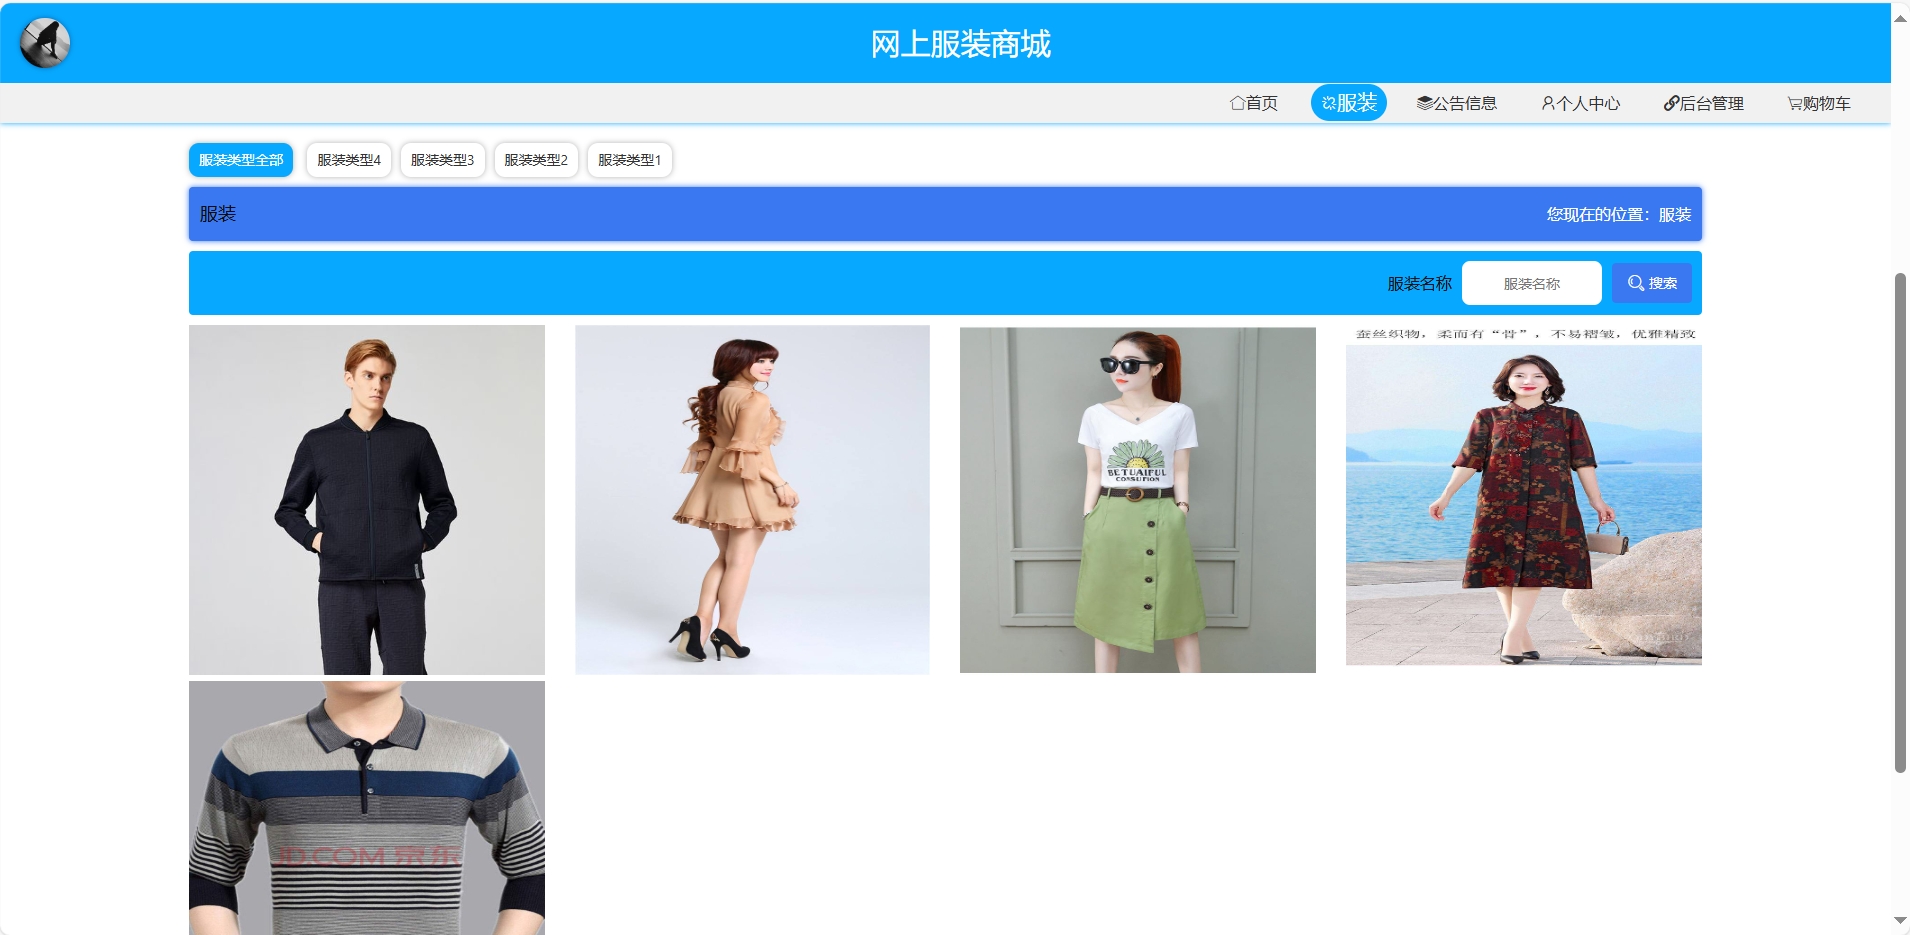 网上服装商城
首页 服装 公告信息 个人中心 后台管理 购物车
服装类型全部 服装类型4 服装类型3 服装类型2 服装类型1
服装 您现在的位置：服装
服装名称 服装名称 搜索
蚕丝织物，柔而有“骨”，不易褶皱，优雅精致
BETUAIFUL
CONSUTION
JD.COM 京东